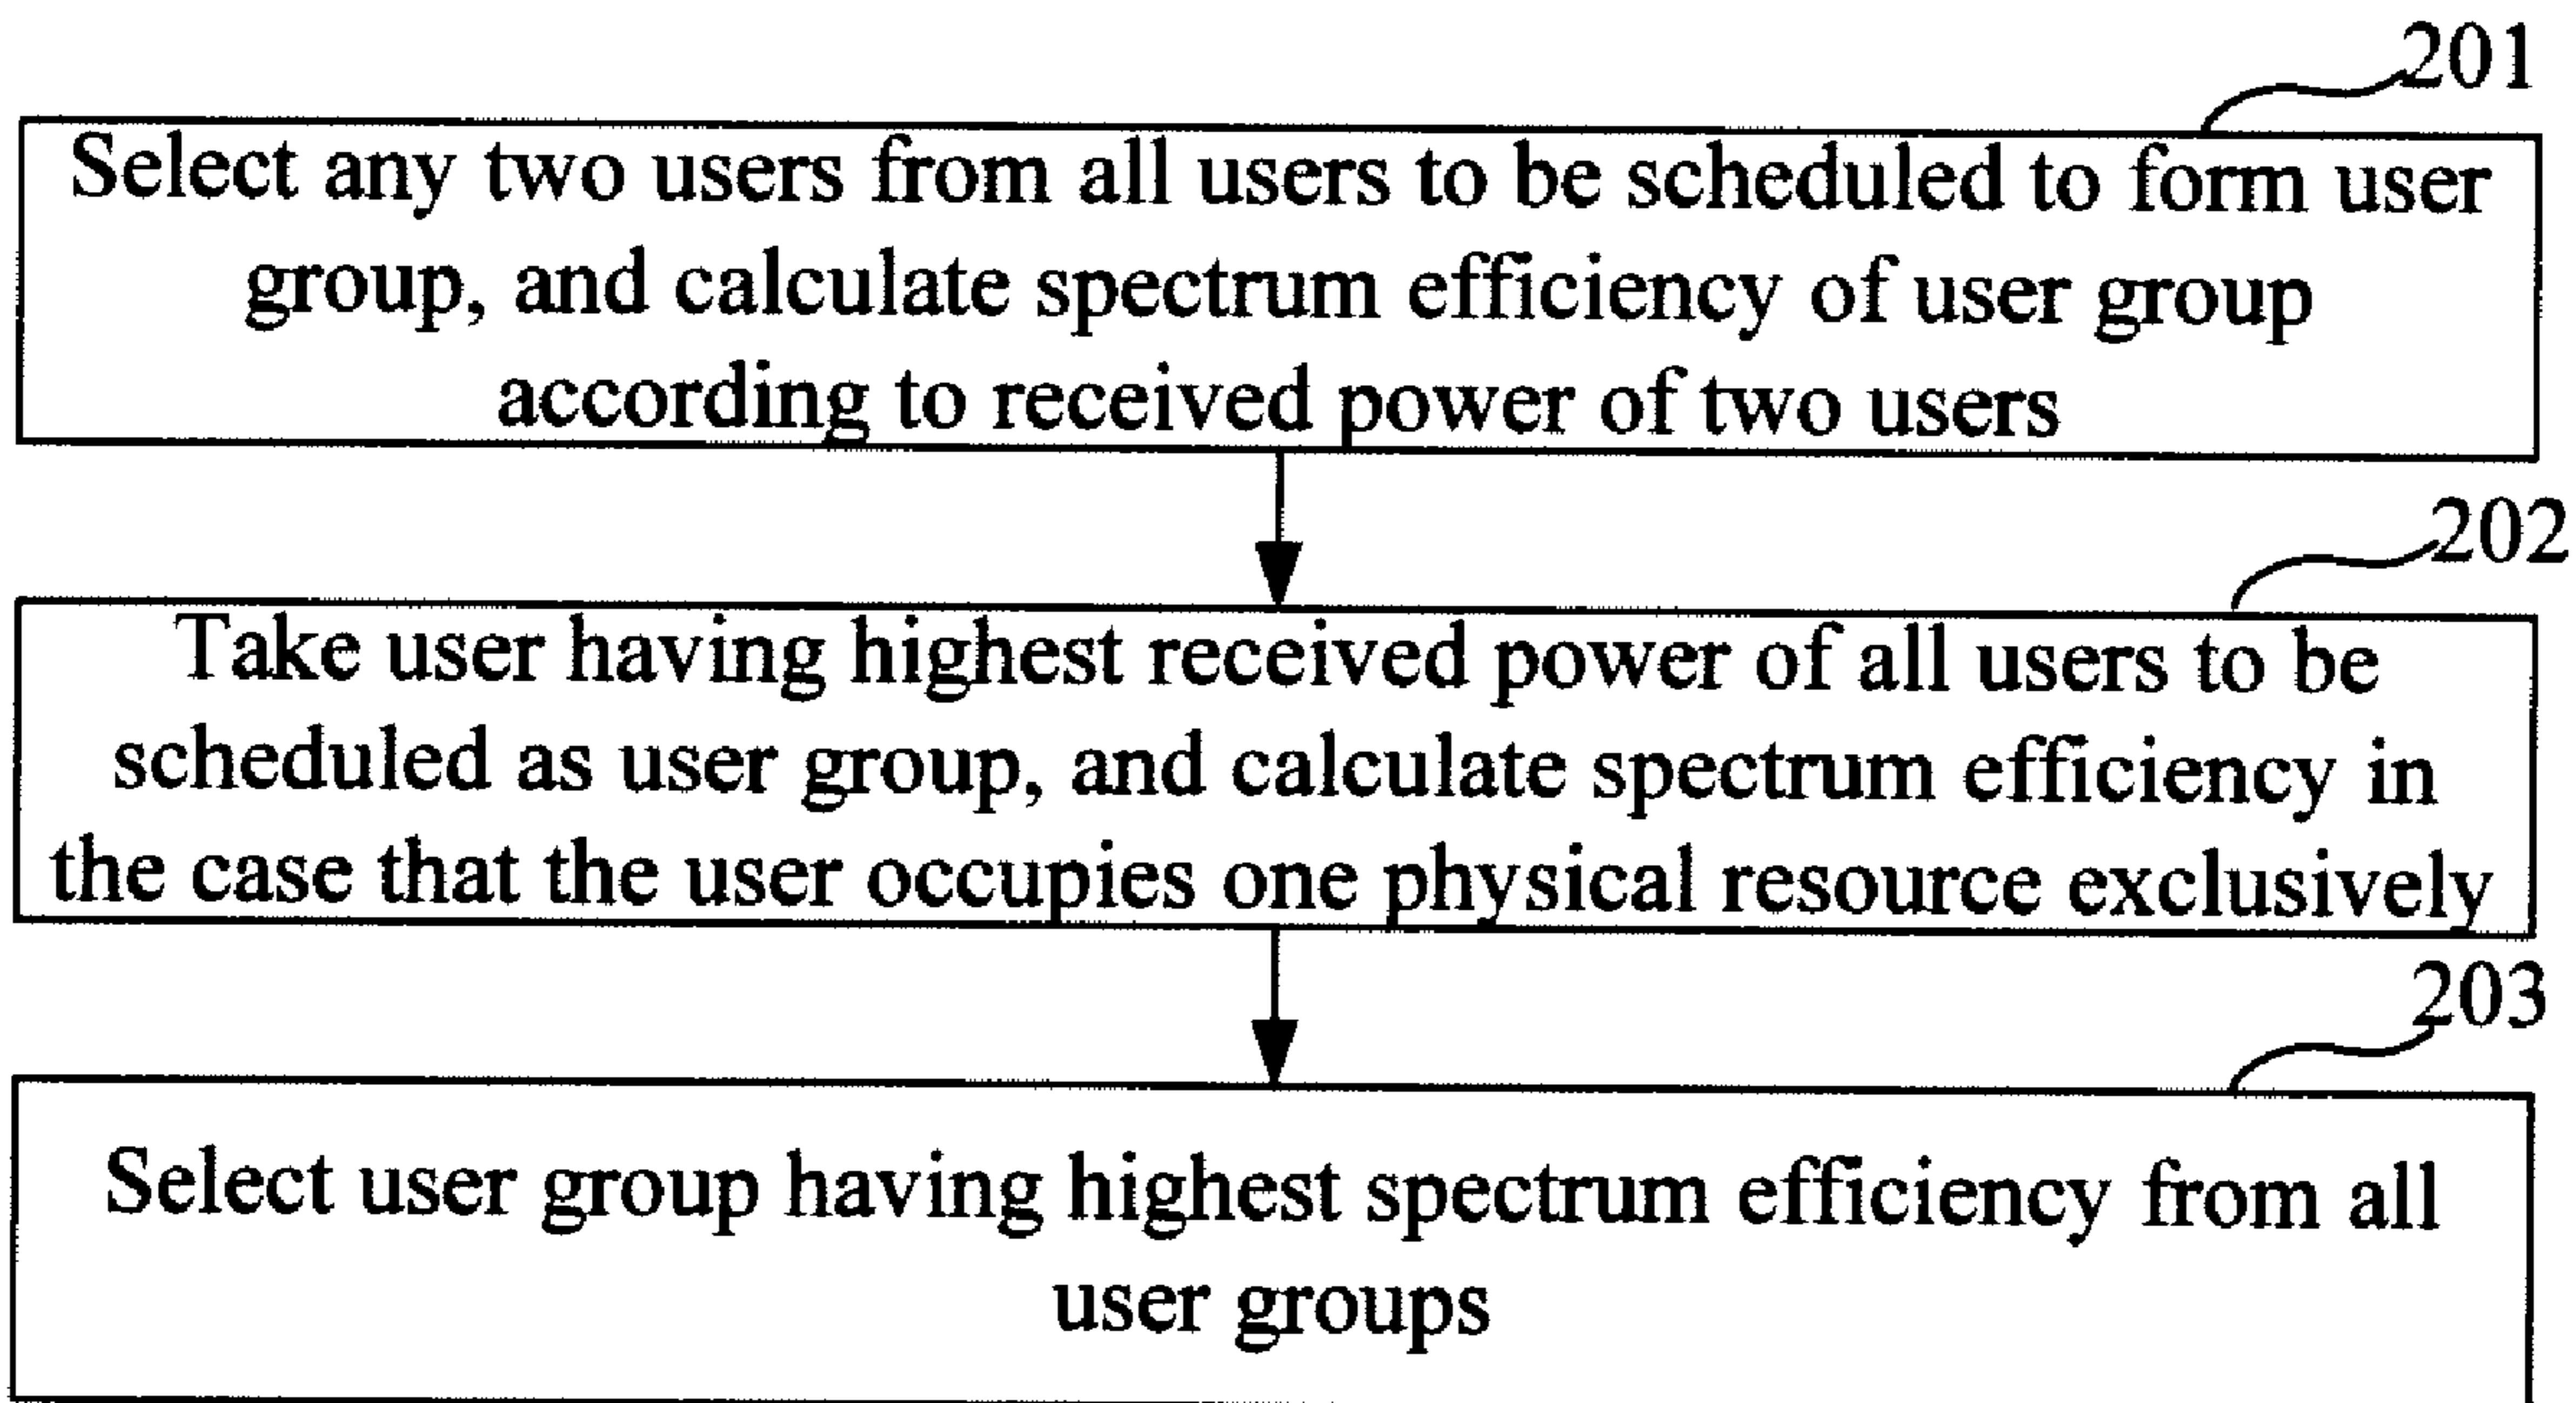 201
Select any two users from all users to be scheduled to form user
group, and calculate spectrum efficiency of user group
according to received power of two users
202
Take user having highest received power of all users to be
scheduled as user group, and calculate spectrum efficiency in
the case that the user occupies one physical resource exclusively
203
Select user group having highest spectrum efficiency from all
user groups